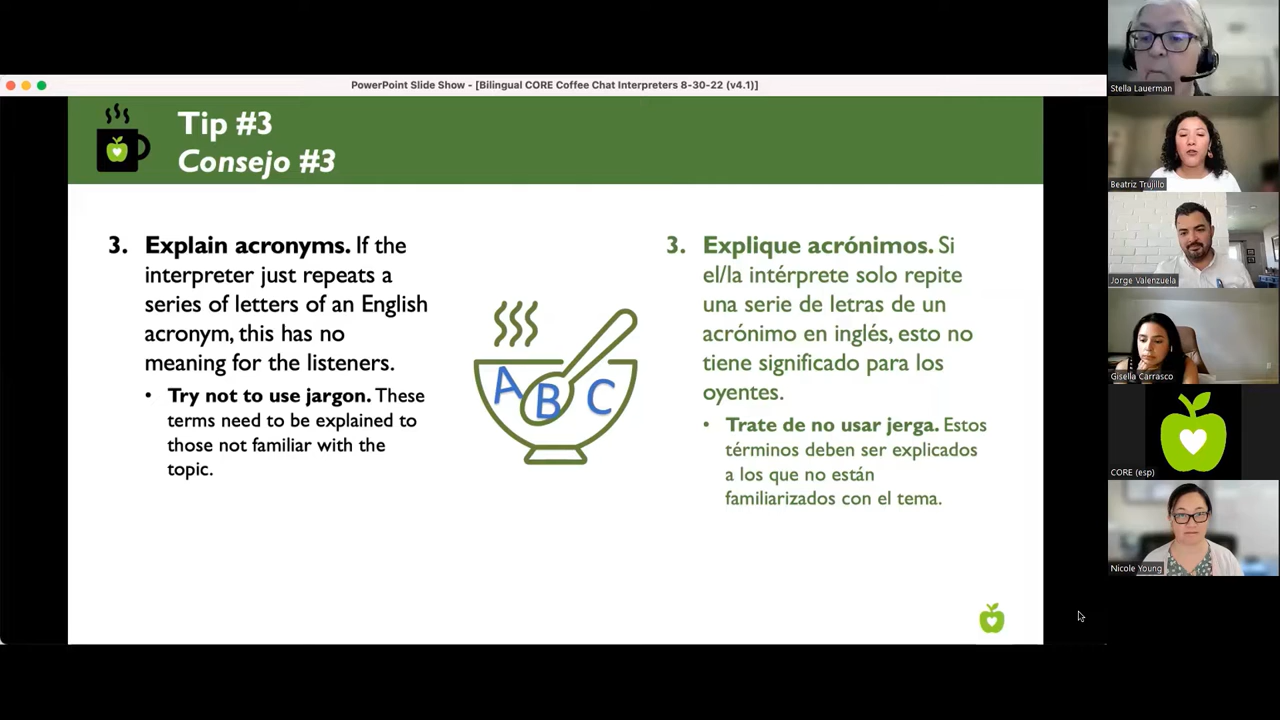 PowerPoint Slide Show - [Bilingual CORE Coffee Chat Interpreters 8-30-22 (v4.1)]
Tip #3
Consejo #3
3. Explain acronyms. If the
interpreter just repeats a
series of letters of an English
acronym, this has no
meaning for the listeners.
• Try not to use jargon. These
terms need to be explained to
those not familiar with the
topic.
A B C
3. Explique acrónimos. Si
el/la intérprete solo repite
una serie de letras de un
acrónimo en inglés, esto no
tiene significado para los
oyentes.
• Trate de no usar jerga. Estos
términos deben ser explicados
a los que no están
familiarizados con el tema.
Stella Lauerman
Beatriz Trujillo
Jorge Valenzuela
Gisella Carrasco
CORE (esp)
Nicole Young